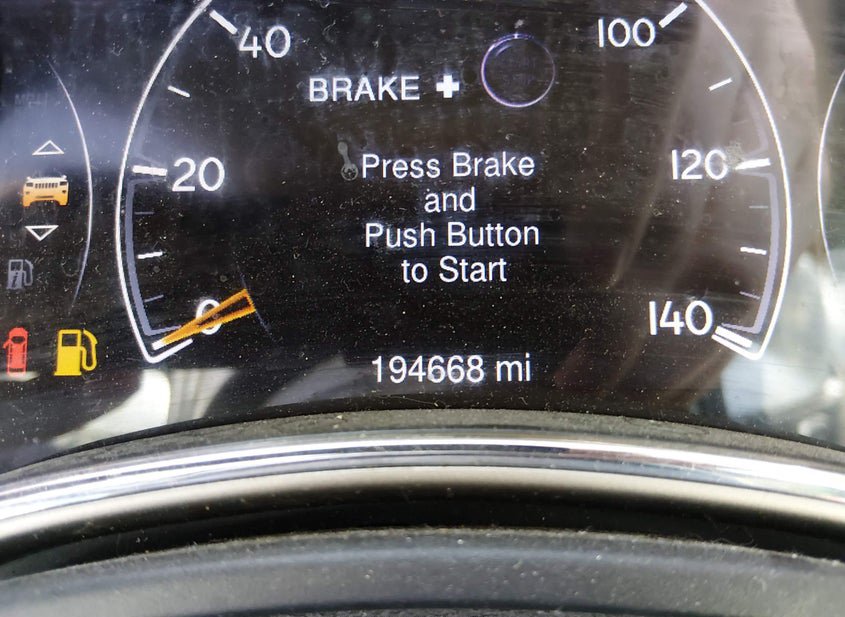 40
100
BRAKE +
20
120
Press Brake
and
Push Button
to Start
0
140
194668 mi